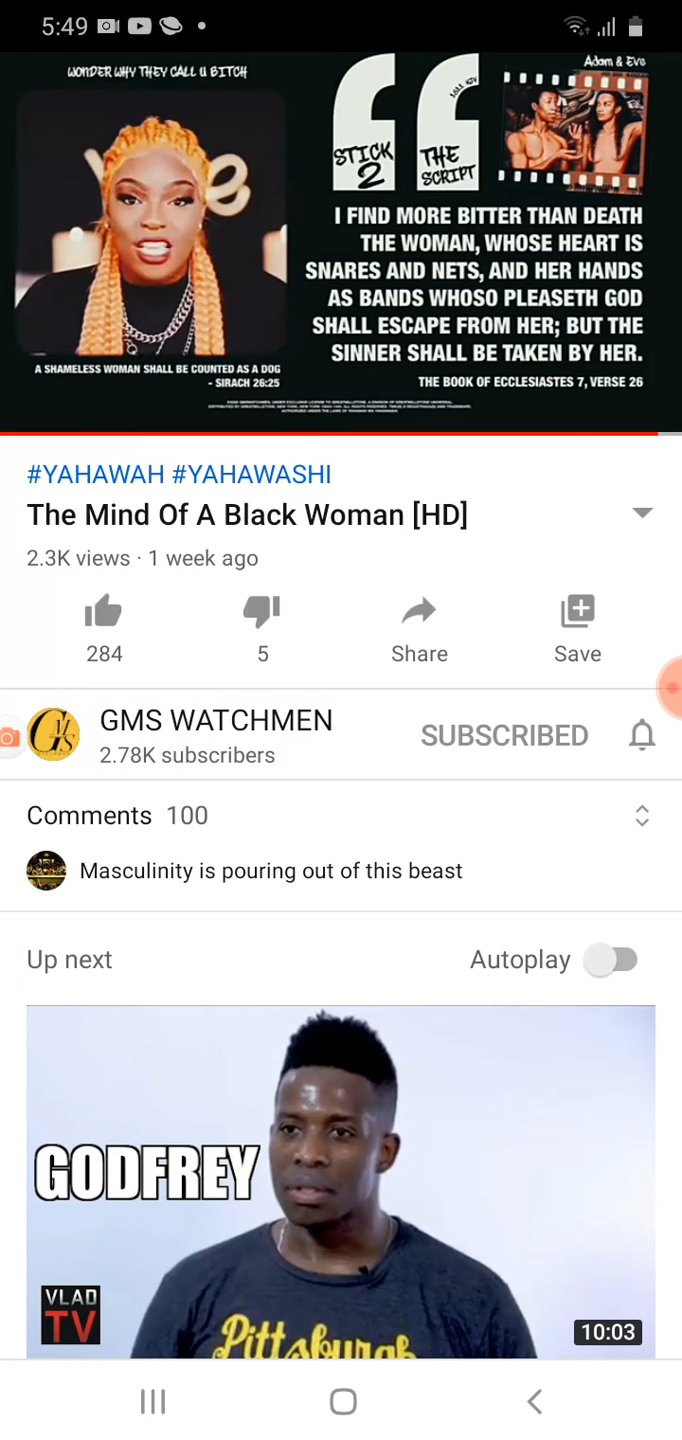 5:49
WONDER WHY THEY CALL U BITCH
Adam & Eve
STICK
2
THE
SCRIPT
I FIND MORE BITTER THAN DEATH
THE WOMAN, WHOSE HEART IS
SNARES AND NETS, AND HER HANDS
AS BANDS WHOSO PLEASETH GOD
SHALL ESCAPE FROM HER; BUT THE
SINNER SHALL BE TAKEN BY HER.
A SHAMELESS WOMAN SHALL BE COUNTED AS A DOG
- SIRACH 26:25
THE BOOK OF ECCLESIASTES 7, VERSE 26
#YAHAWAH #YAHAWASHI
The Mind Of A Black Woman [HD]
2.3K views · 1 week ago
284
5
Share
Save
GMS WATCHMEN
SUBSCRIBED
2.78K subscribers
Comments 100
Masculinity is pouring out of this beast
Up next
Autoplay
GODFREY
VLAD
TV
Pittsburgh
10:03